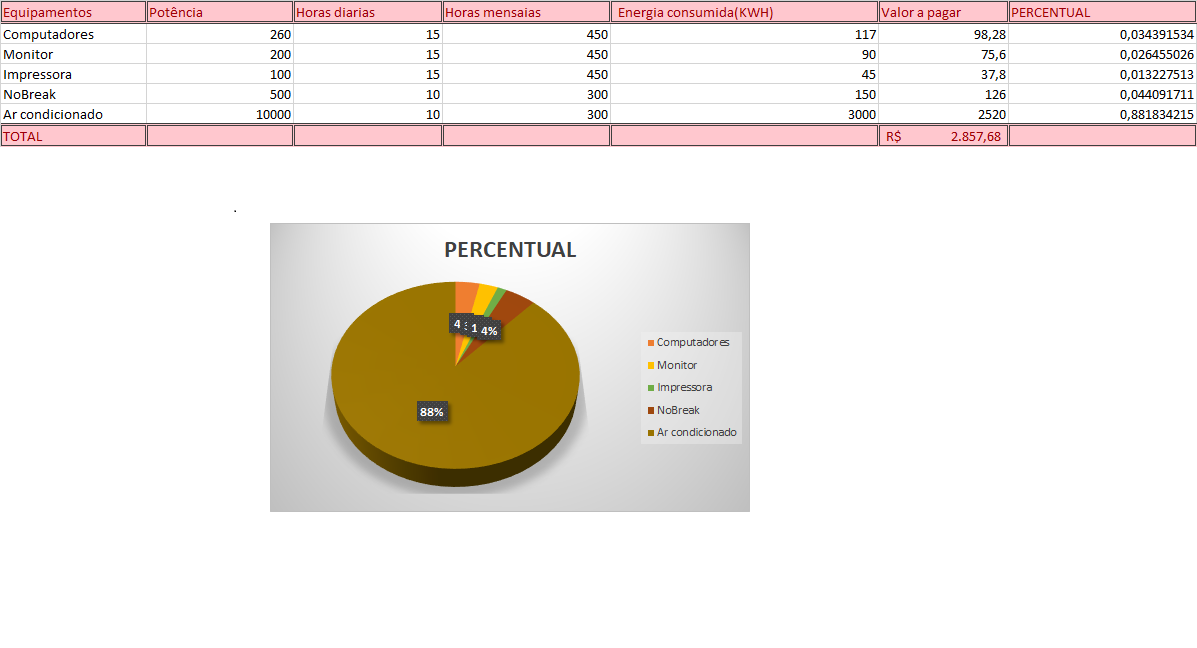 Equipamentos Potência Horas diarias Horas mensaias Energia consumida(KWH) Valor a pagar PERCENTUAL
Computadores 260 15 450 117 98,28 0,034391534
Monitor 200 15 450 90 75,6 0,026455026
Impressora 100 15 450 45 37,8 0,013227513
NoBreak 500 10 300 150 126 0,044091711
Ar condicionado 10000 10 300 3000 2520 0,881834215
TOTAL R$ 2.857,68
.
PERCENTUAL
4 1 4%
88%
Computadores
Monitor
Impressora
NoBreak
Ar condicionado